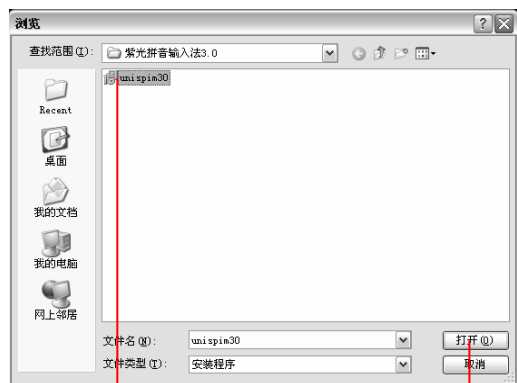 浏览
查找范围(I): 紫光拼音输入法3.0
unispim30
Recent
桌面
我的文档
我的电脑
网上邻居
文件名(N): unispim30 打开(O)
文件类型(T): 安装程序 取消